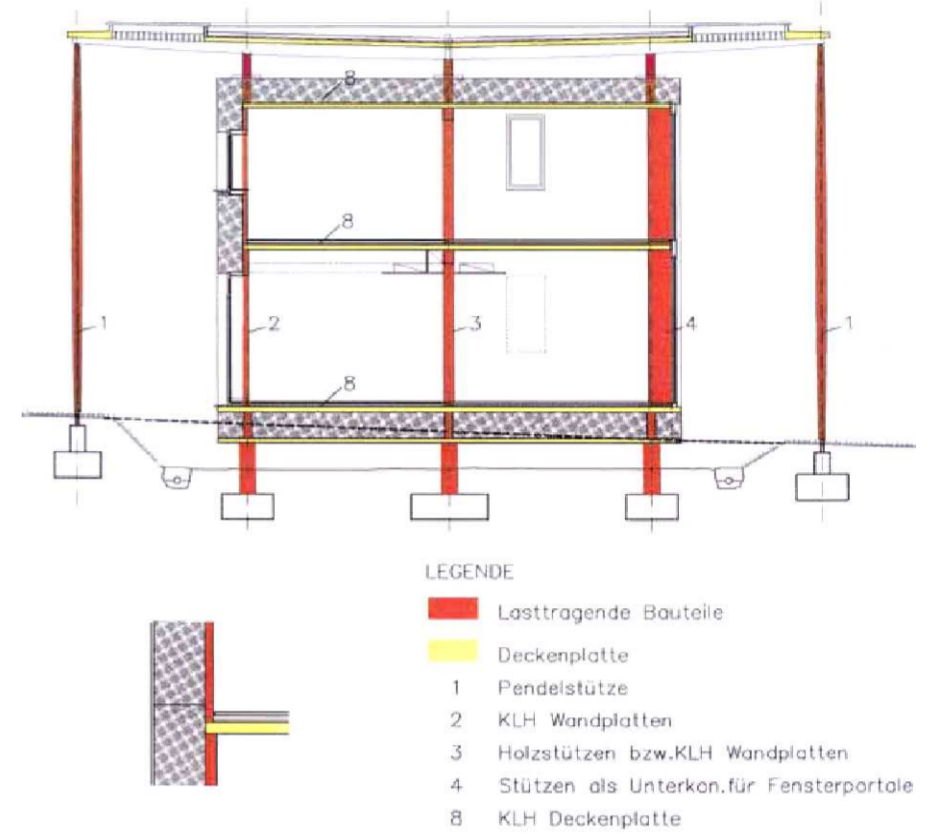 8
8
1
2
3
4
1
8
LEGENDE
Lasttragende Bauteile
Deckenplatte
1 Pendelstütze
2 KLH Wandplatten
3 Holzstützen bzw.KLH Wandplatten
4 Stützen als Unterkon.für Fensterportale
8 KLH Deckenplatte